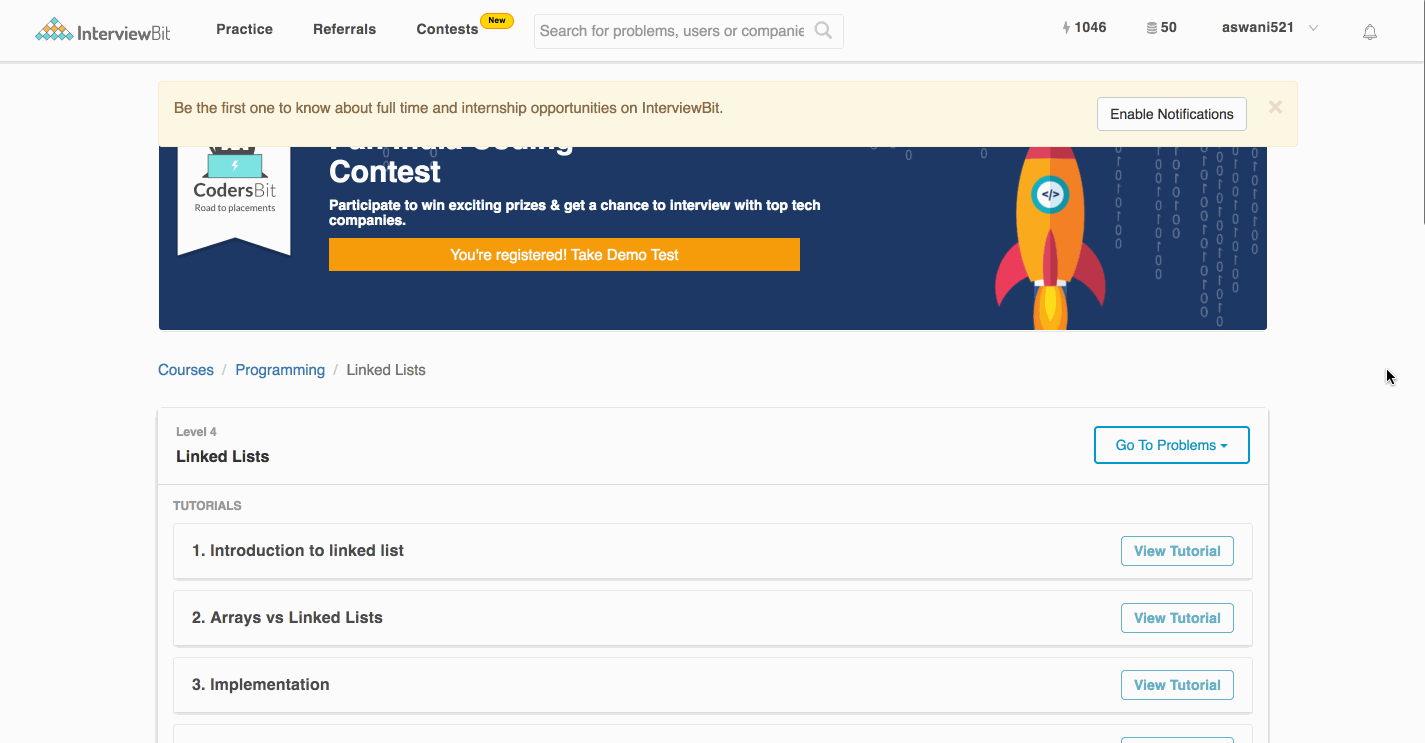 InterviewBit
Practice
Referrals
Contests
New
Search for problems, users or companie
1046
50
aswani521
Be the first one to know about full time and internship opportunities on InterviewBit.
Enable Notifications
×
CodersBit
Road to placements
Contest
Participate to win exciting prizes & get a chance to interview with top tech
companies.
You're registered! Take Demo Test
</>
Courses / Programming / Linked Lists
Level 4
Linked Lists
Go To Problems
TUTORIALS
1. Introduction to linked list
View Tutorial
2. Arrays vs Linked Lists
View Tutorial
3. Implementation
View Tutorial